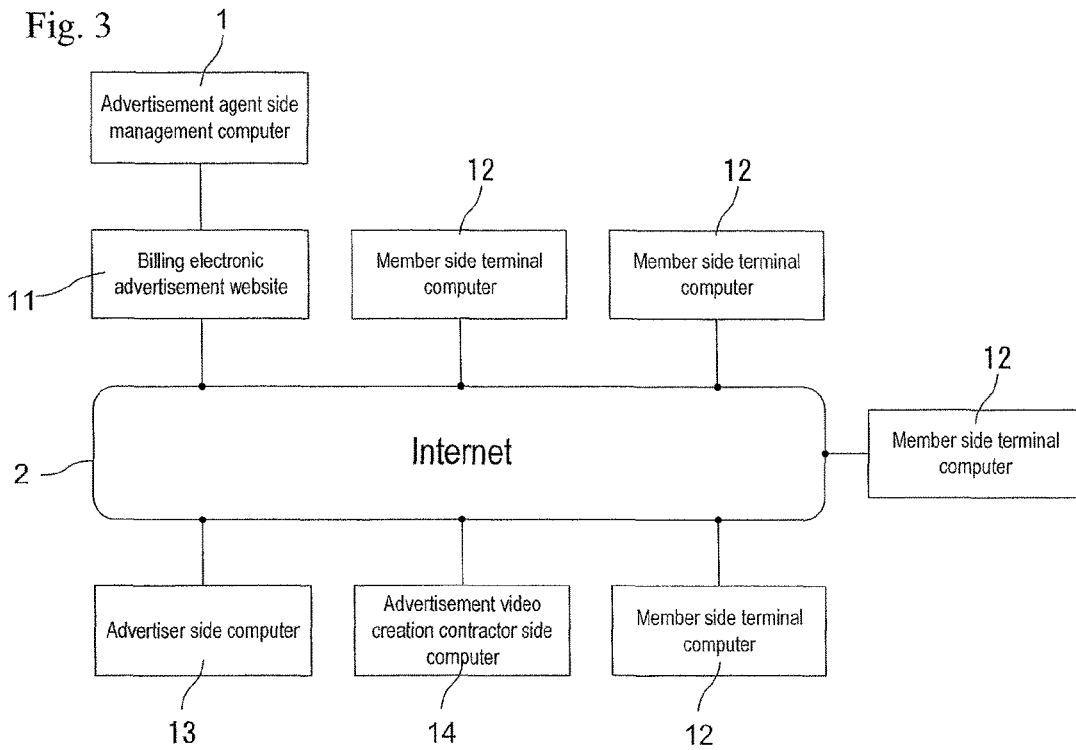 Fig. 3
1
Advertisement agent side
management computer
12
12
Billing electronic
advertisement website
11
Member side terminal
computer
Member side terminal
computer
12
Member side terminal
computer
Internet
2
Advertiser side computer
Advertisement video
creation contractor side
computer
Member side terminal
computer
13
14
12